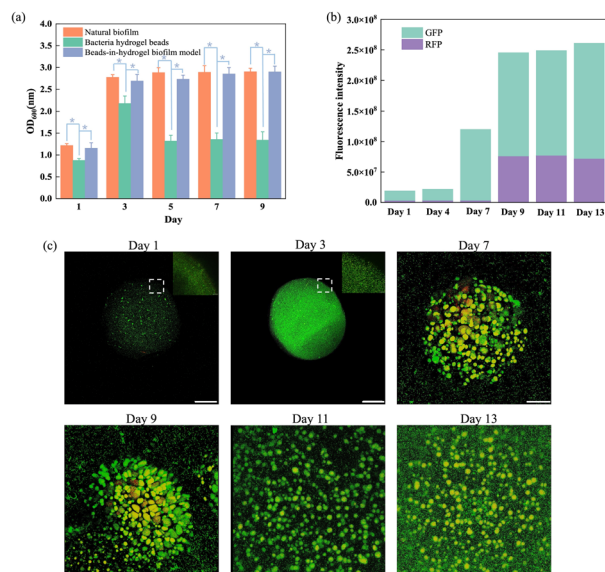 (a)
Natural biofilm
Bacteria hydrogel beads
Beads-in-hydrogel biofilm model
OD600(nm)
4.0
3.5
3.0
2.5
2.0
1.5
1.0
0.5
0.0
* * * * * * * * * *
1 3 5 7 9
Day
(b)
GFP
RFP
Fluorescence intensity
3.0×10⁸
2.5×10⁸
2.0×10⁸
1.5×10⁸
1.0×10⁸
5.0×10⁷
0.0
Day 1 Day 4 Day 7 Day 9 Day 11 Day 13
(c)
Day 1 Day 3 Day 7
Day 9 Day 11 Day 13